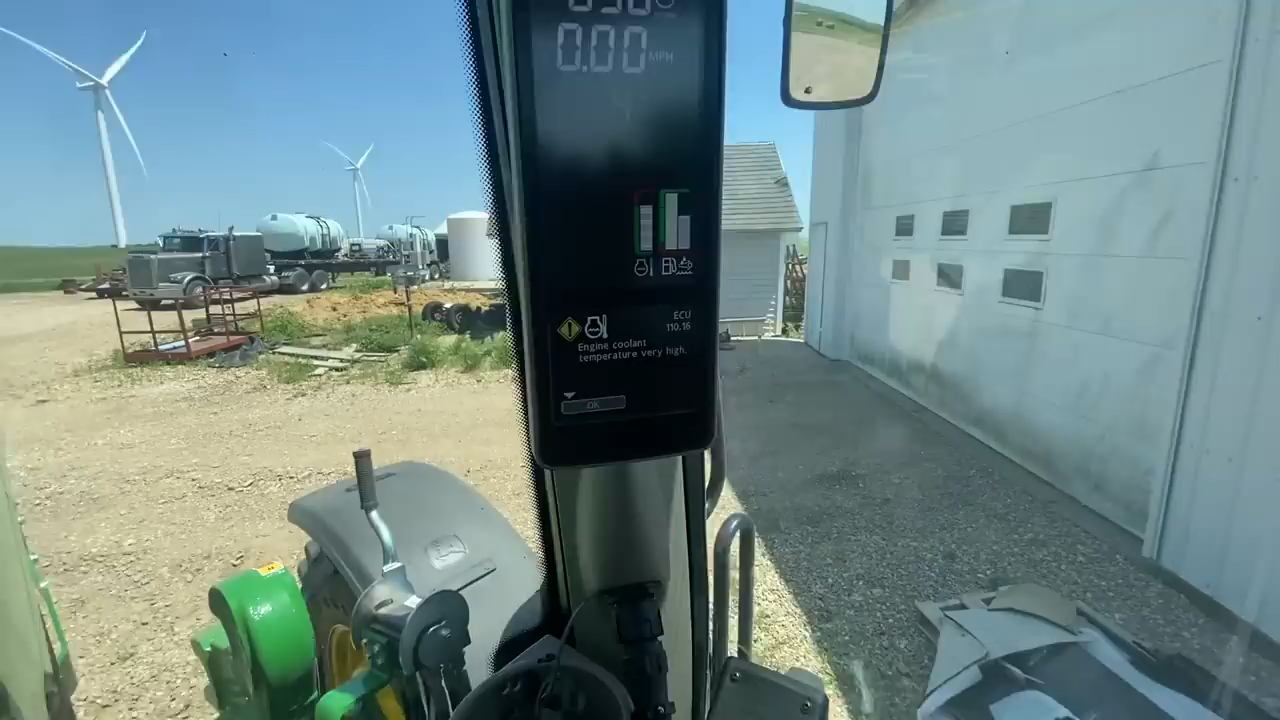 0.00 MPH
ECU
110.16
Engine coolant
temperature very high.
OK